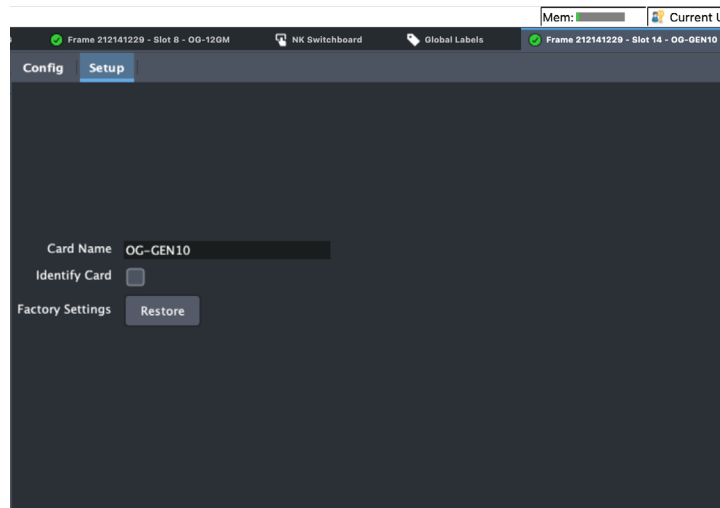 Mem:
Current U
Frame 212141229 - Slot 8 - OG-12GM
NK Switchboard
Global Labels
Frame 212141229 - Slot 14 - OG-GEN10
Config
Setup
Card Name OG-GEN10
Identify Card
Factory Settings Restore